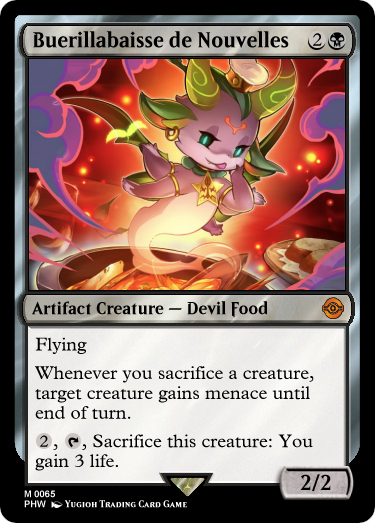 Buerillabaisse de Nouvelles 2
Artifact Creature — Devil Food
Flying
Whenever you sacrifice a creature,
target creature gains menace until
end of turn.
2, T, Sacrifice this creature: You
gain 3 life.
2/2
M 0065
PHW Yugioh Trading Card Game